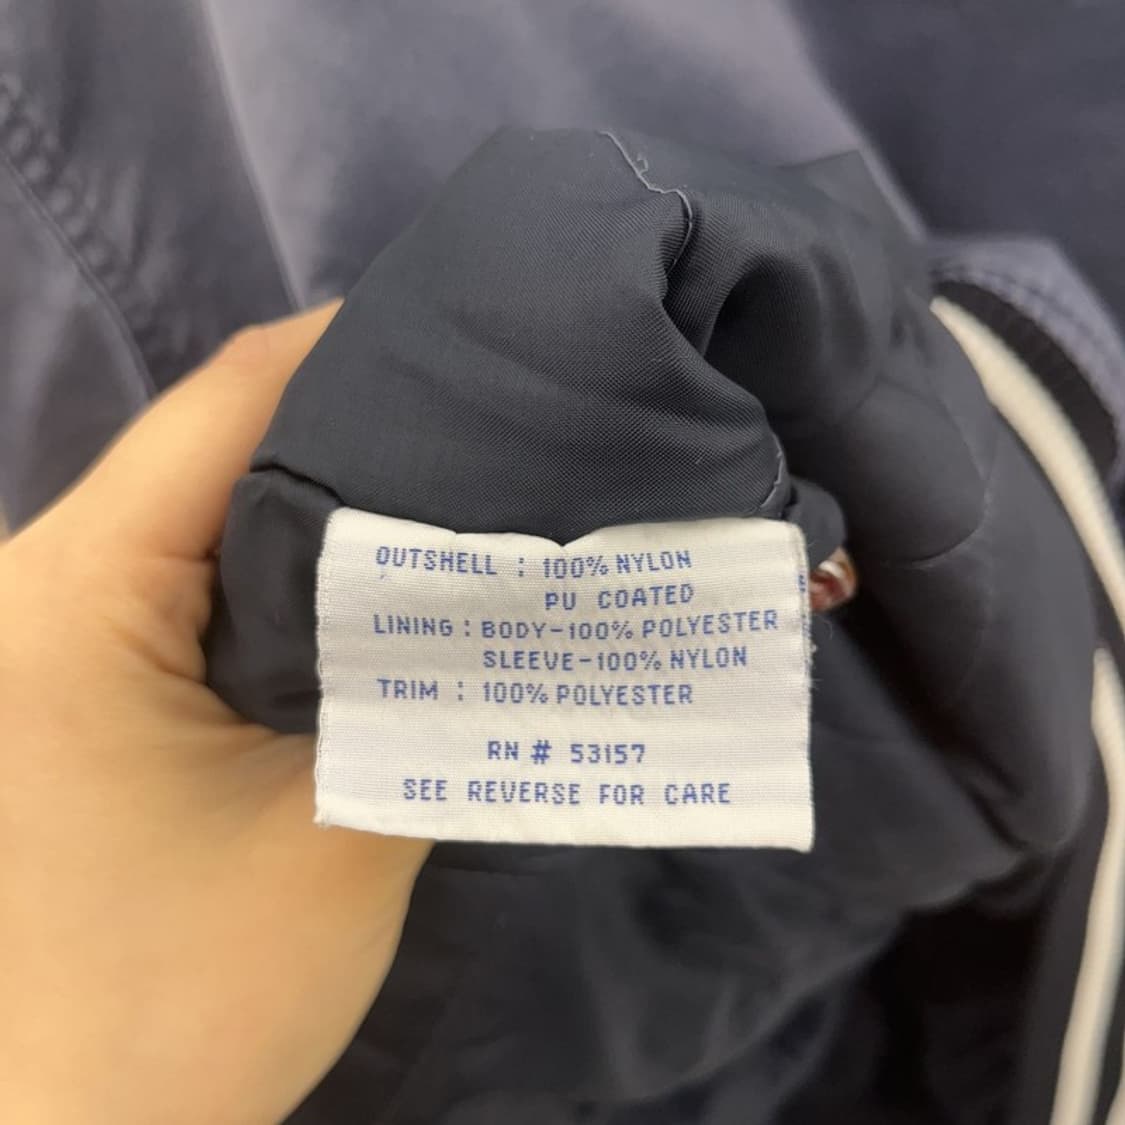 OUTSHELL : 100% NYLON
PU COATED
LINING : BODY-100% POLYESTER
SLEEVE-100% NYLON
TRIM : 100% POLYESTER
RN # 53157
SEE REVERSE FOR CARE